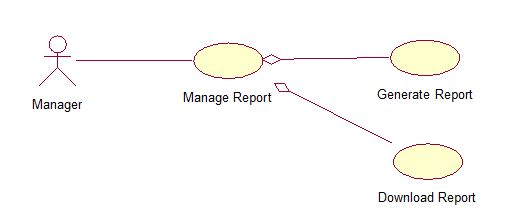 Manager
Manage Report
Generate Report
Download Report